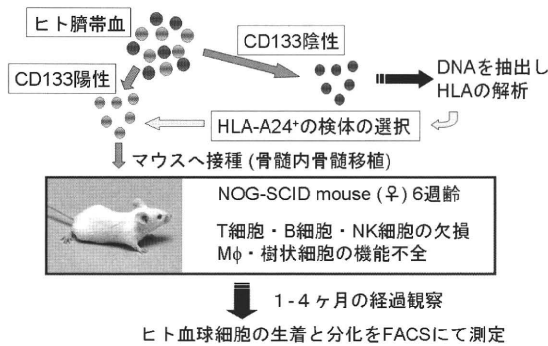 ヒト臍帯血
CD133陰性
CD133陽性
DNAを抽出し
HLAの解析
HLA-A24⁺の検体の選択
マウスへ接種 (骨髄内骨髄移植)
NOG-SCID mouse (♀) 6週齢
T細胞・B細胞・NK細胞の欠損
Mφ・樹状細胞の機能不全
1-4ヶ月の経過観察
ヒト血球細胞の生着と分化をFACSにて測定